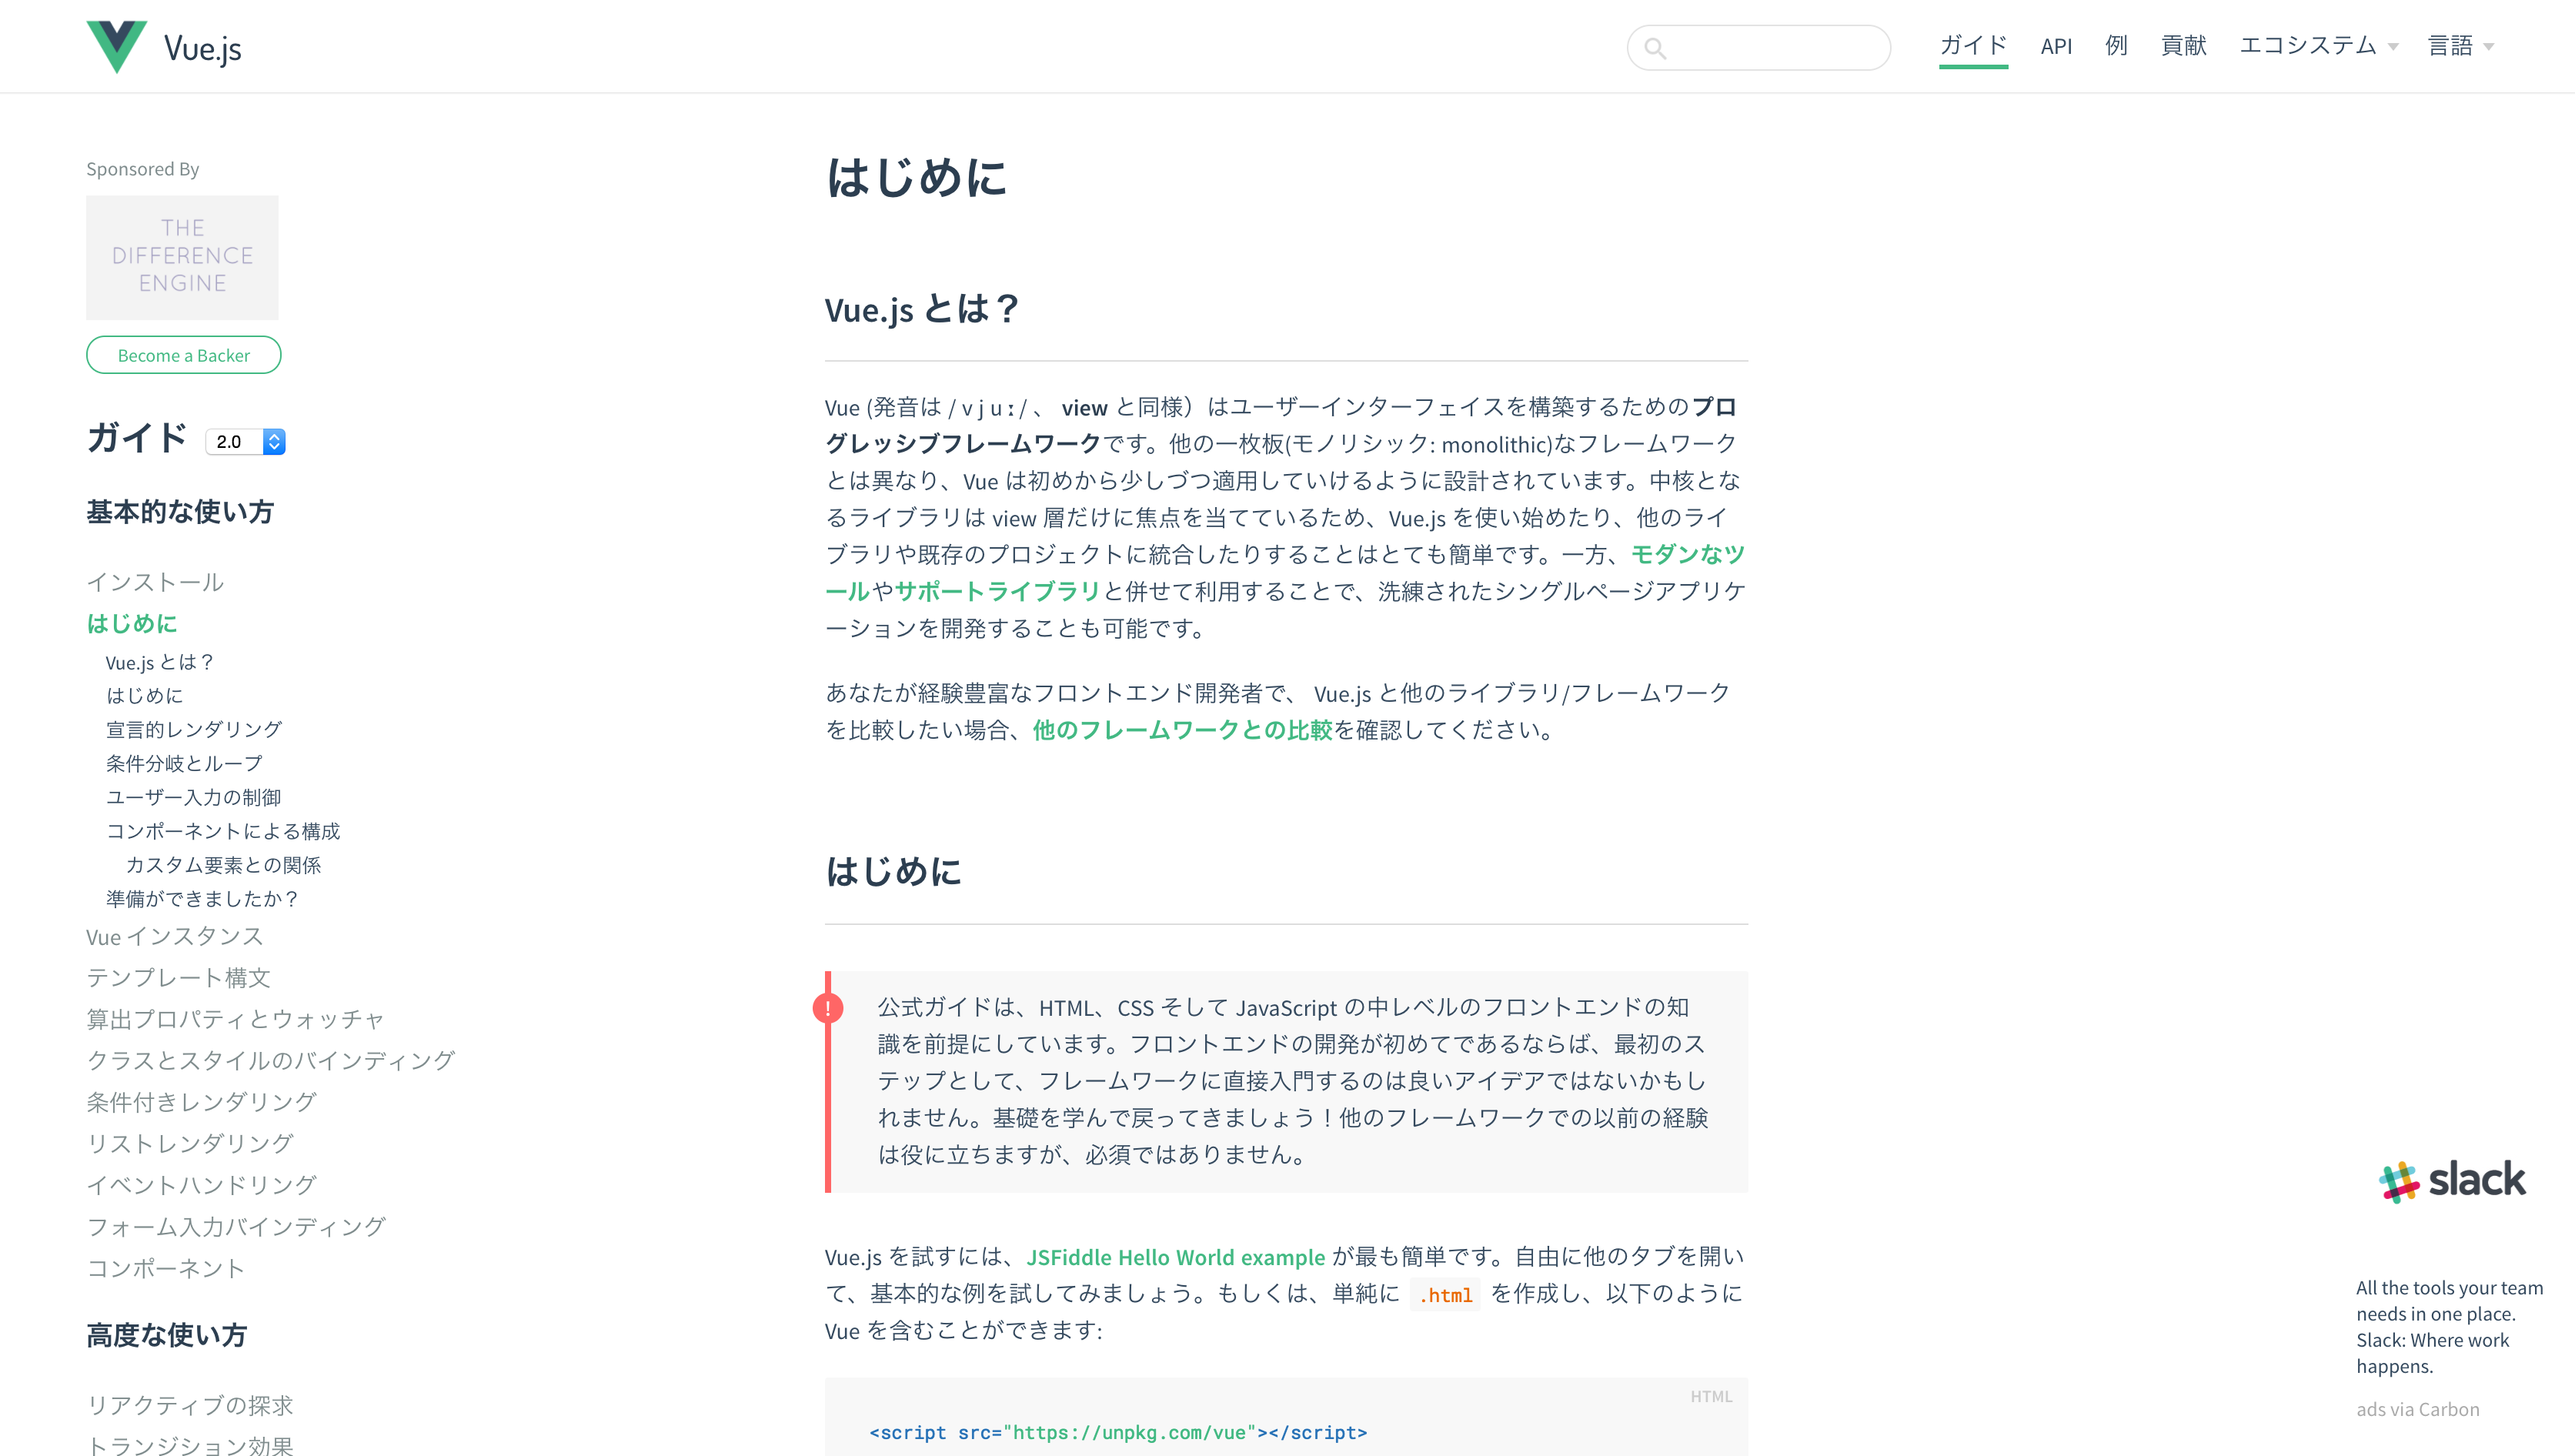 Vue.js
ガイド API 例 貢献 エコシステム 言語
Sponsored By
THE
DIFFERENCE
ENGINE
Become a Backer
ガイド 2.0
基本的な使い方
インストール
はじめに
Vue.js とは？
はじめに
宣言的レンダリング
条件分岐とループ
ユーザー入力の制御
コンポーネントによる構成
カスタム要素との関係
準備ができましたか？
Vue インスタンス
テンプレート構文
算出プロパティとウォッチャ
クラスとスタイルのバインディング
条件付きレンダリング
リストレンダリング
イベントハンドリング
フォーム入力バインディング
コンポーネント
高度な使い方
リアクティブの探求
トランジション効果
はじめに
Vue.js とは？
Vue (発音は / v j u ː / 、 view と同様）はユーザーインターフェイスを構築するためのプロ
グレッシブフレームワークです。他の一枚板(モノリシック: monolithic)なフレームワーク
とは異なり、Vue は初めから少しづつ適用していけるように設計されています。中核とな
るライブラリは view 層だけに焦点を当てているため、Vue.js を使い始めたり、他のライ
ブラリや既存のプロジェクトに統合したりすることはとても簡単です。一方、モダンなツ
ールやサポートライブラリと併せて利用することで、洗練されたシングルページアプリケ
ーションを開発することも可能です。
あなたが経験豊富なフロントエンド開発者で、 Vue.js と他のライブラリ/フレームワーク
を比較したい場合、他のフレームワークとの比較を確認してください。
はじめに
!
公式ガイドは、HTML、CSS そして JavaScript の中レベルのフロントエンドの知
識を前提にしています。フロントエンドの開発が初めてであるならば、最初のス
テップとして、フレームワークに直接入門するのは良いアイデアではないかもし
れません。基礎を学んで戻ってきましょう！他のフレームワークでの以前の経験
は役に立ちますが、必須ではありません。
Vue.js を試すには、JSFiddle Hello World example が最も簡単です。自由に他のタブを開い
て、基本的な例を試してみましょう。もしくは、単純に .html を作成し、以下のように
Vue を含むことができます:
HTML
<script src="https://unpkg.com/vue"></script>
slack
All the tools your team
needs in one place.
Slack: Where work
happens.
ads via Carbon